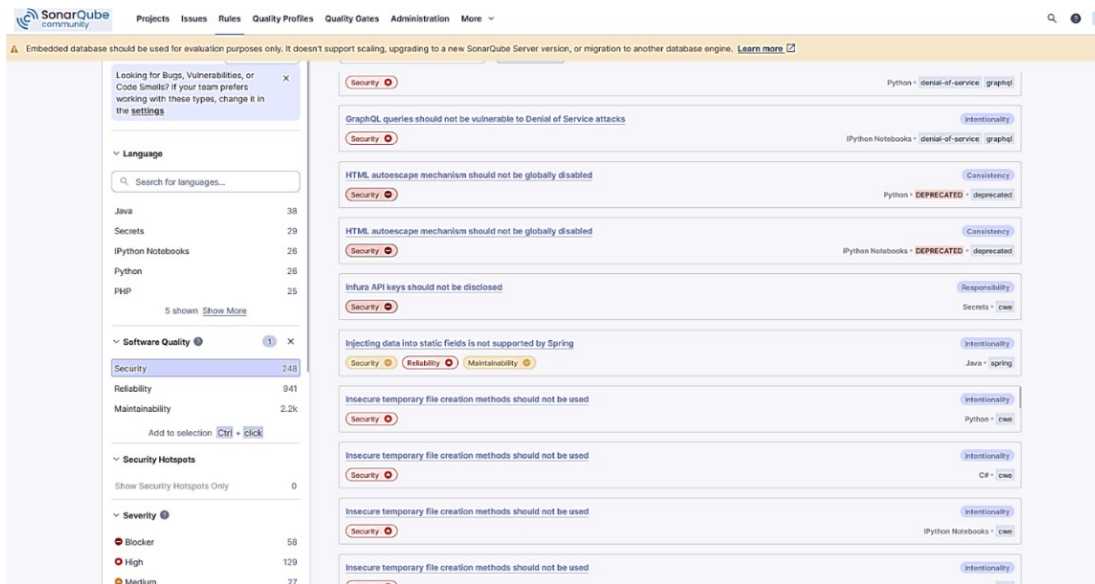 SonarQube
community
Projects Issues Rules Quality Profiles Quality Gates Administration More
Embedded database should be used for evaluation purposes only. It doesn't support scaling, upgrading to a new SonarQube Server version, or migration to another database engine. Learn more
Looking for Bugs, Vulnerabilities, or
Code Smells? If your team prefers
working with these types, change it in
the settings
Language
Search for languages...
Java 38
Secrets 29
IPython Notebooks 26
Python 26
PHP 25
5 shown Show More
Software Quality 1
Security 248
Reliability 941
Maintainability 2.2k
Add to selection Ctrl + click
Security Hotspots
Show Security Hotspots Only 0
Severity
Blocker 58
High 129
Medium 27
Security
Python • denial-of-service graphql
GraphQL queries should not be vulnerable to Denial of Service attacks Intentionality
Security IPython Notebooks • denial-of-service graphql
HTML autoescape mechanism should not be globally disabled Consistency
Security Python • DEPRECATED • deprecated
HTML autoescape mechanism should not be globally disabled Consistency
Security IPython Notebooks • DEPRECATED • deprecated
Infura API keys should not be disclosed Responsibility
Security Secrets • cwe
Injecting data into static fields is not supported by Spring Intentionality
Security Reliability Maintainability Java • spring
Insecure temporary file creation methods should not be used Intentionality
Security Python • cwe
Insecure temporary file creation methods should not be used Intentionality
Security C# • cwe
Insecure temporary file creation methods should not be used Intentionality
Security IPython Notebooks • cwe
Insecure temporary file creation methods should not be used Intentionality